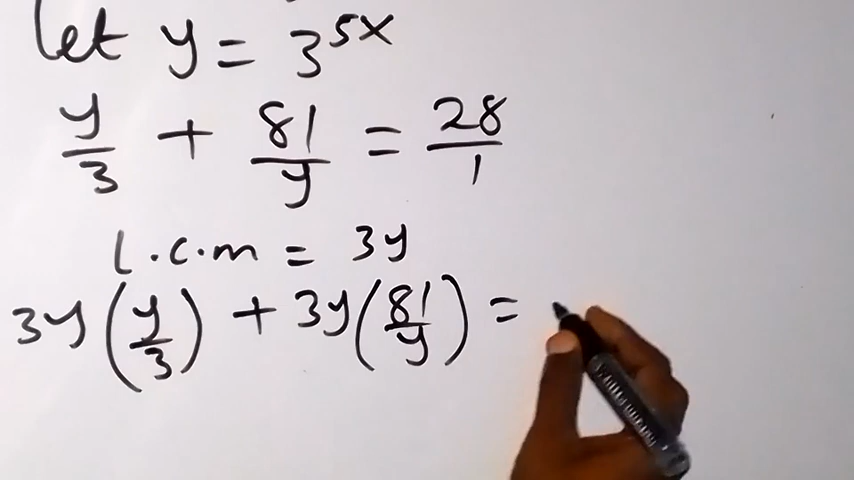 let y = 3^{5x}
y/3 + 81/y = 28/1
l.c.m = 3y
3y(y/3) + 3y(81/y) =